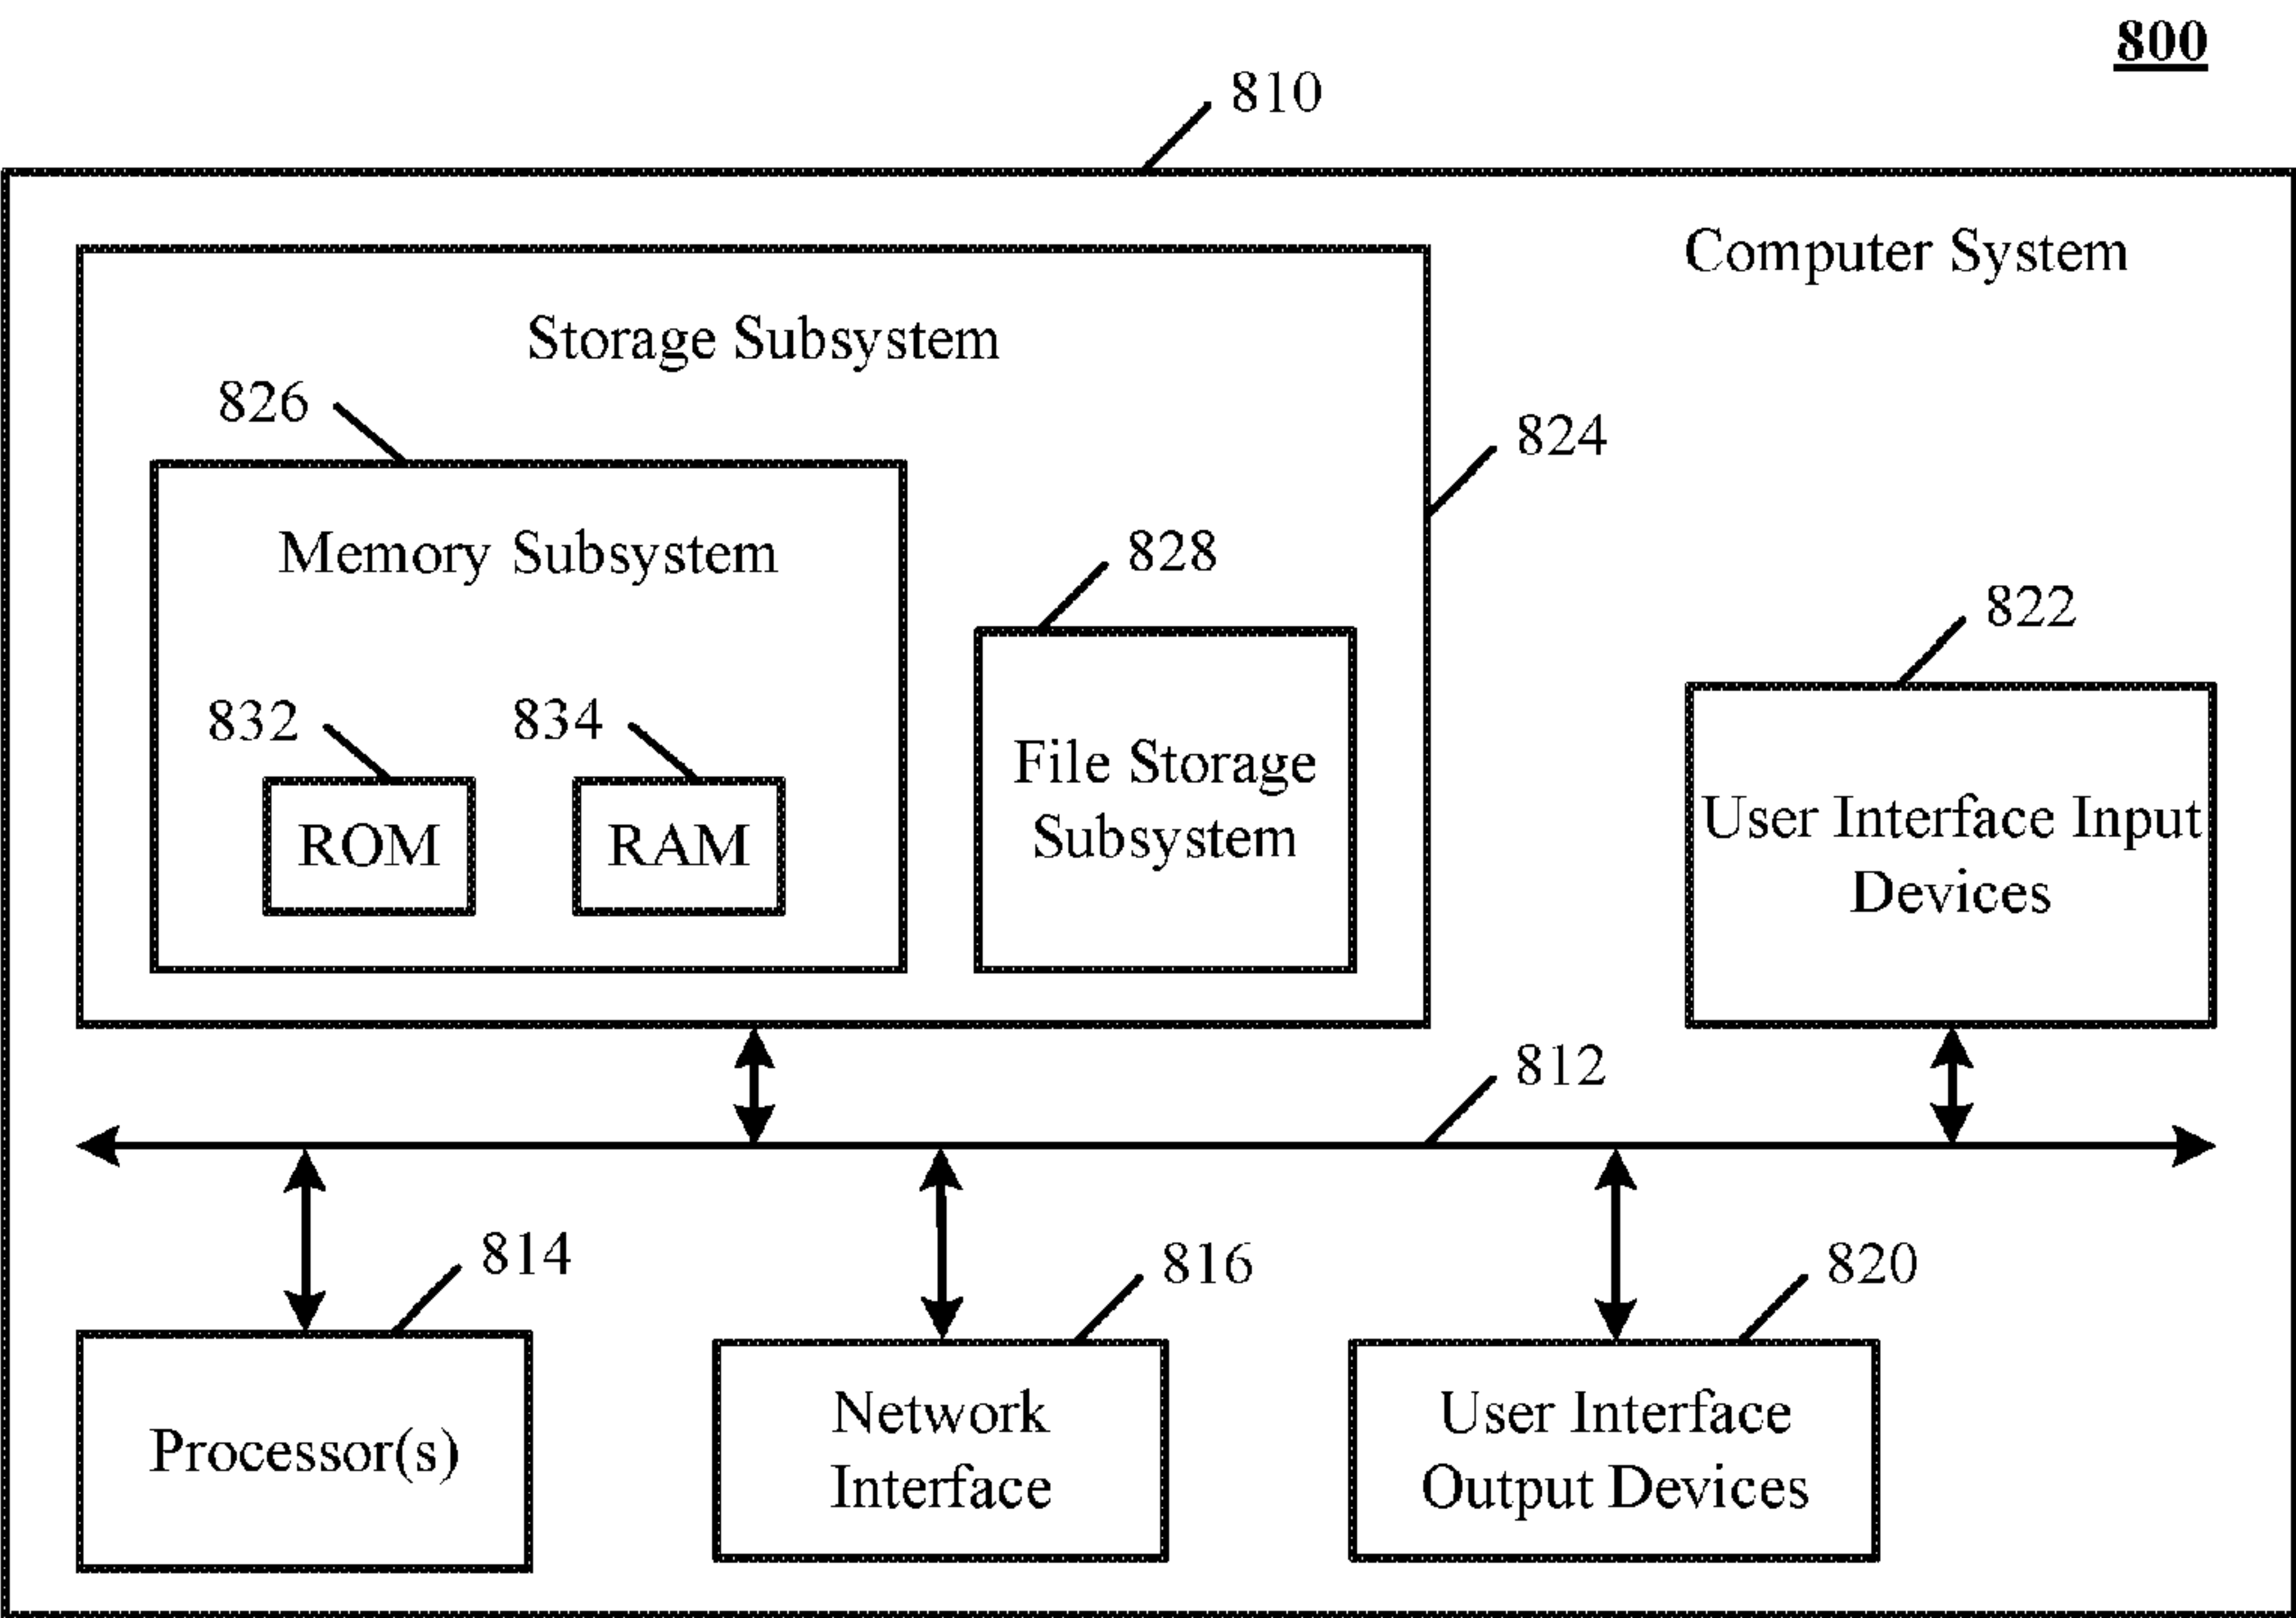 800
810
Computer System
Storage Subsystem
826
824
Memory Subsystem
828
822
832
834
File Storage
Subsystem
ROM
RAM
User Interface Input
Devices
812
814
816
820
Processor(s)
Network
Interface
User Interface
Output Devices